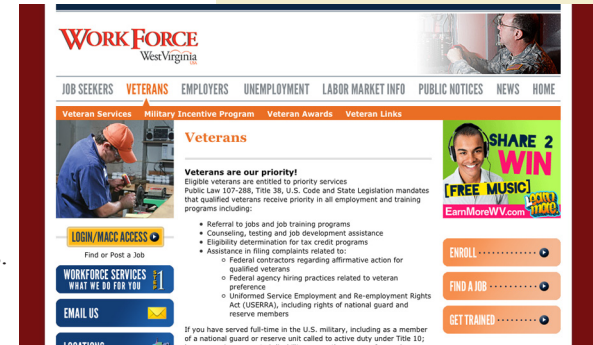 WORKFORCE
WestVirginia
JOB SEEKERS VETERANS EMPLOYERS UNEMPLOYMENT LABOR MARKET INFO PUBLIC NOTICES NEWS HOME
Veteran Services Military Incentive Program Veteran Awards Veteran Links
Veterans
Veterans are our priority!
Eligible veterans are entitled to priority services
Public Law 107-288, Title 38, U.S. Code and State Legislation mandates
that qualified veterans receive priority in all employment and training
programs including:
Referral to jobs and job training programs
Counseling, testing and job development assistance
Eligibility determination for tax credit programs
Assistance in filing complaints related to:
Federal contractors regarding affirmative action for
qualified veterans
Federal agency hiring practices related to veteran
preference
Uniformed Service Employment and Re-employment Rights
Act (USERRA), including rights of national guard and
reserve members
If you have served full-time in the U.S. military, including as a member
of a national guard or reserve unit called to active duty under Title 10;
LOGIN/MACC ACCESS
Find or Post a Job
WORKFORCE SERVICES
WHAT WE DO FOR YOU
EMAIL US
LOCATIONS
SHARE 2
WIN
[FREE MUSIC]
EarnMoreWV.com
learn
more
ENROLL
FIND A JOB
GET TRAINED